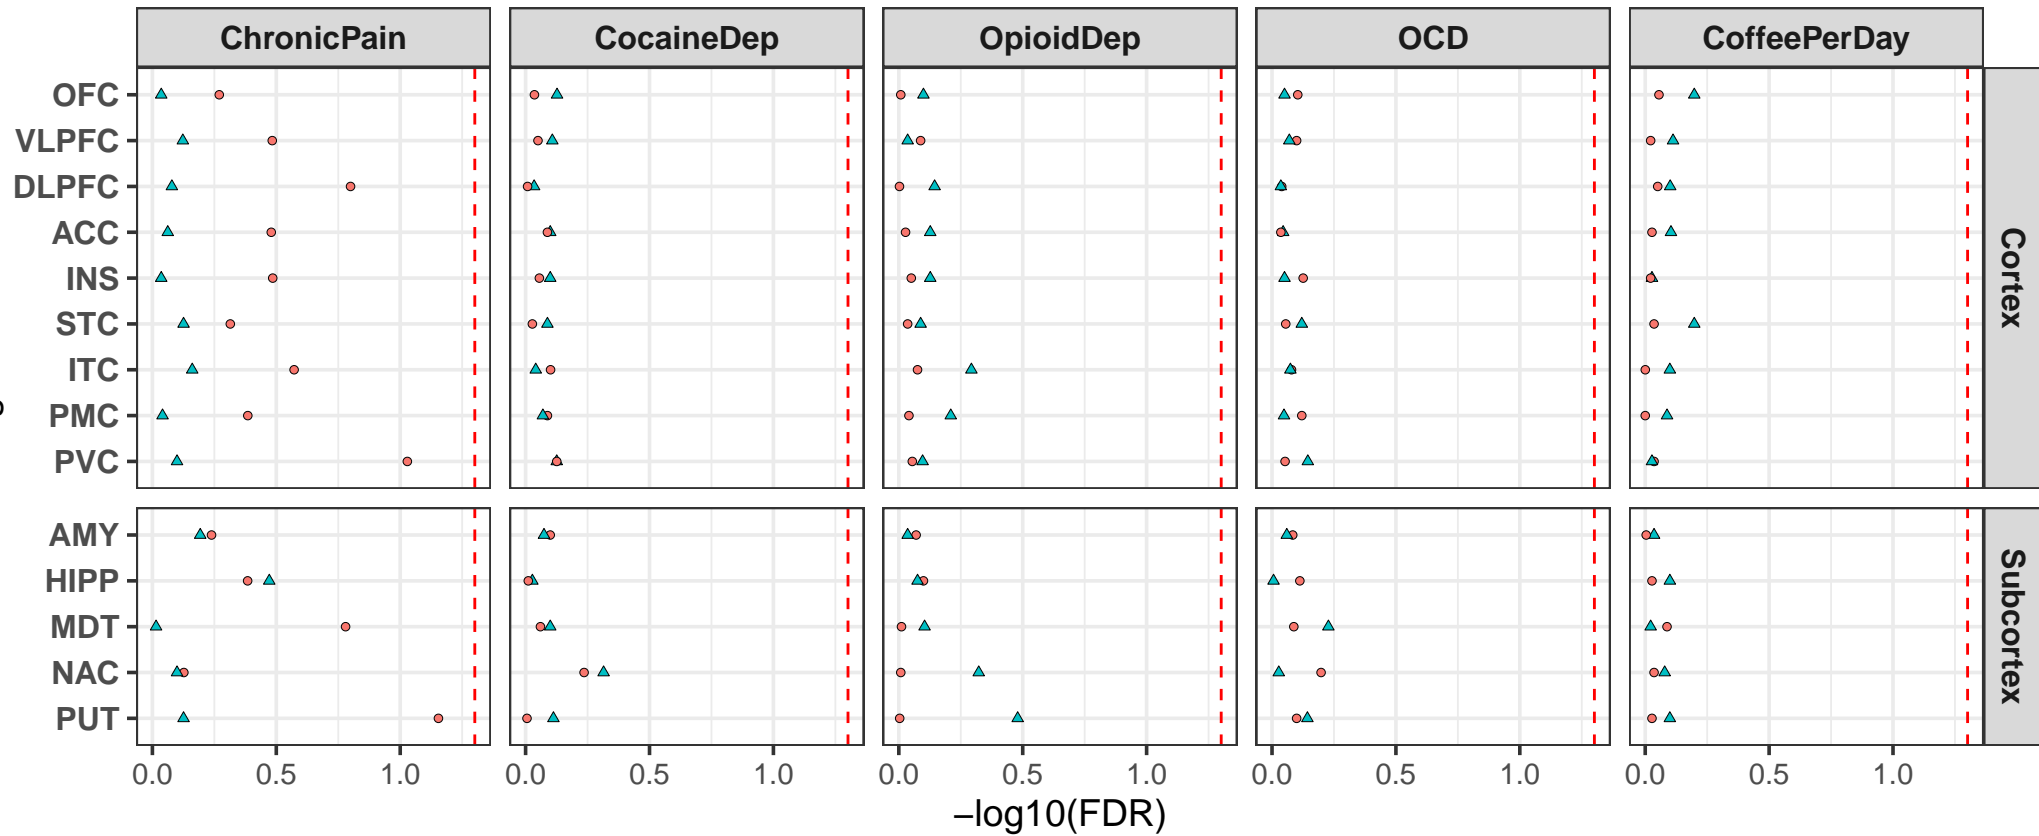 ChronicPain CocaineDep OpioidDep OCD CoffeePerDay
OFC
VLPFC
DLPFC
ACC
INS
STC
ITC
PMC
PVC
Cortex
AMY
HIPP
MDT
NAC
PUT
Subcortex
0.0 0.5 1.0 0.0 0.5 1.0 0.0 0.5 1.0 0.0 0.5 1.0 0.0 0.5 1.0
−log10(FDR)